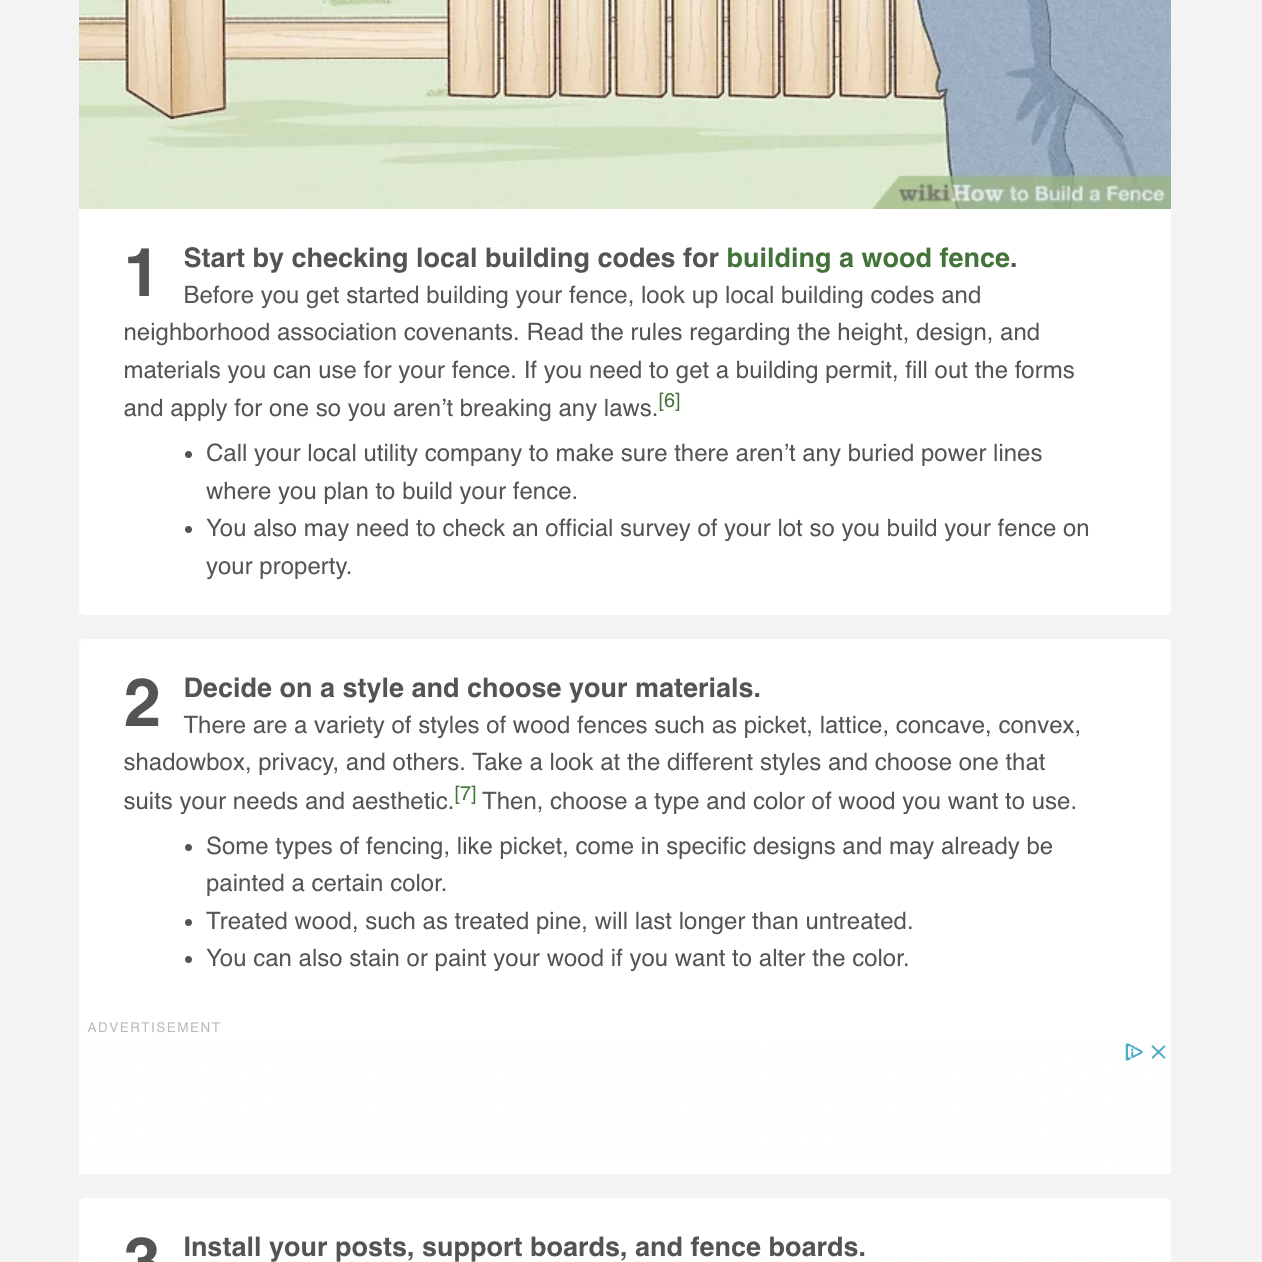 wikiHow to Build a Fence
1 Start by checking local building codes for building a wood fence.
Before you get started building your fence, look up local building codes and
neighborhood association covenants. Read the rules regarding the height, design, and
materials you can use for your fence. If you need to get a building permit, fill out the forms
and apply for one so you aren’t breaking any laws.[6]
• Call your local utility company to make sure there aren’t any buried power lines
where you plan to build your fence.
• You also may need to check an official survey of your lot so you build your fence on
your property.
2 Decide on a style and choose your materials.
There are a variety of styles of wood fences such as picket, lattice, concave, convex,
shadowbox, privacy, and others. Take a look at the different styles and choose one that
suits your needs and aesthetic.[7] Then, choose a type and color of wood you want to use.
• Some types of fencing, like picket, come in specific designs and may already be
painted a certain color.
• Treated wood, such as treated pine, will last longer than untreated.
• You can also stain or paint your wood if you want to alter the color.
ADVERTISEMENT
3 Install your posts, support boards, and fence boards.